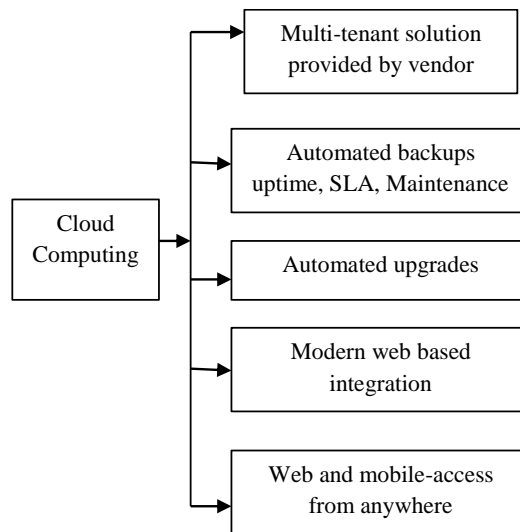 Cloud
Computing
Multi-tenant solution
provided by vendor
Automated backups
uptime, SLA, Maintenance
Automated upgrades
Modern web based
integration
Web and mobile-access
from anywhere